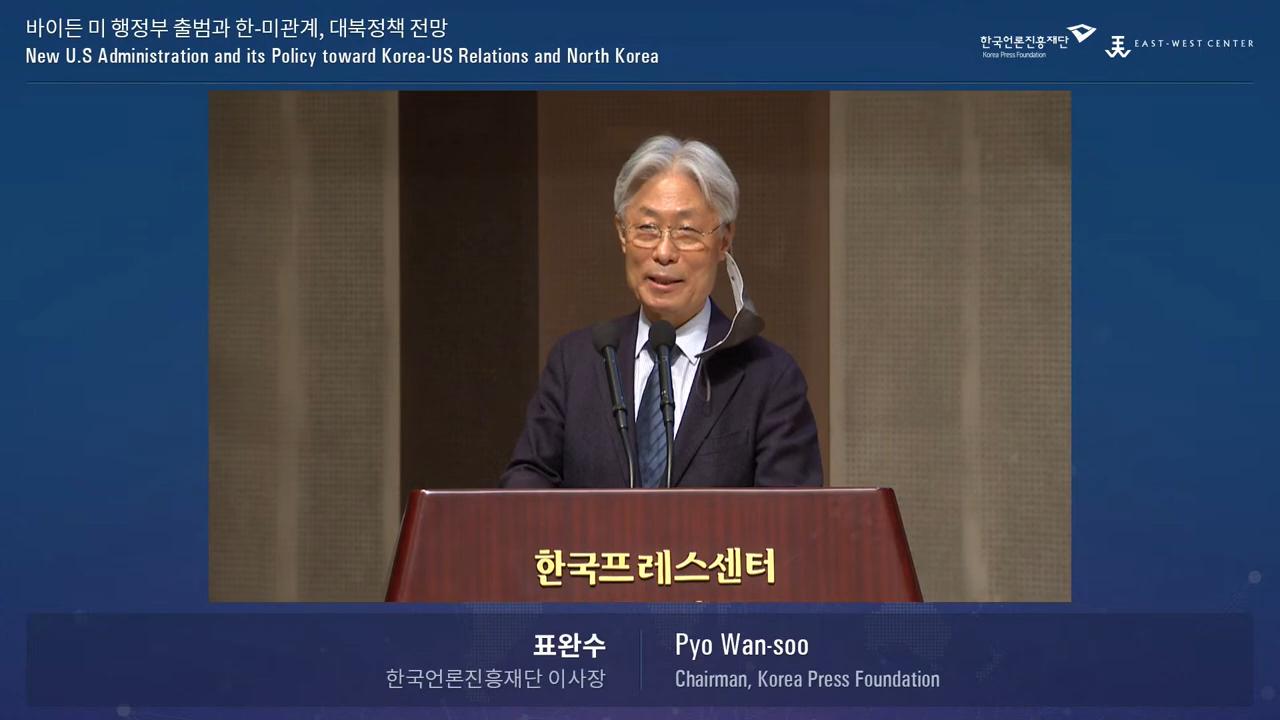 바이든 미 행정부 출범과 한-미관계, 대북정책 전망
New U.S Administration and its Policy toward Korea-US Relations and North Korea
한국언론진흥재단
Korea Press Foundation
EAST-WEST CENTER
한국프레스센터
표완수
한국언론진흥재단 이사장
Pyo Wan-soo
Chairman, Korea Press Foundation